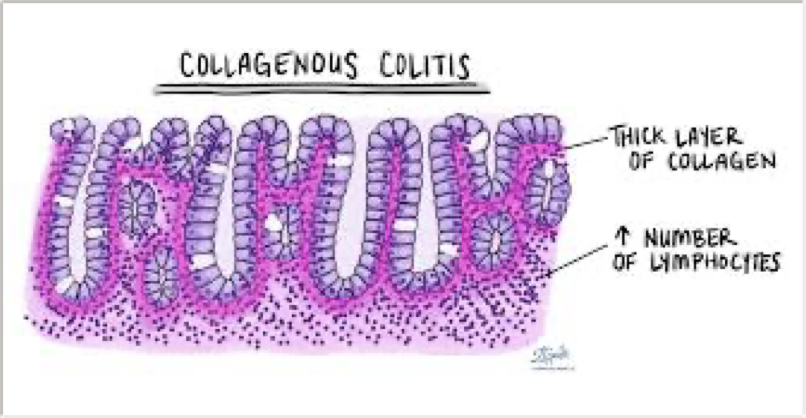 COLLAGENOUS COLITIS
THICK LAYER
OF COLLAGEN
↑ NUMBER
OF LYMPHOCYTES